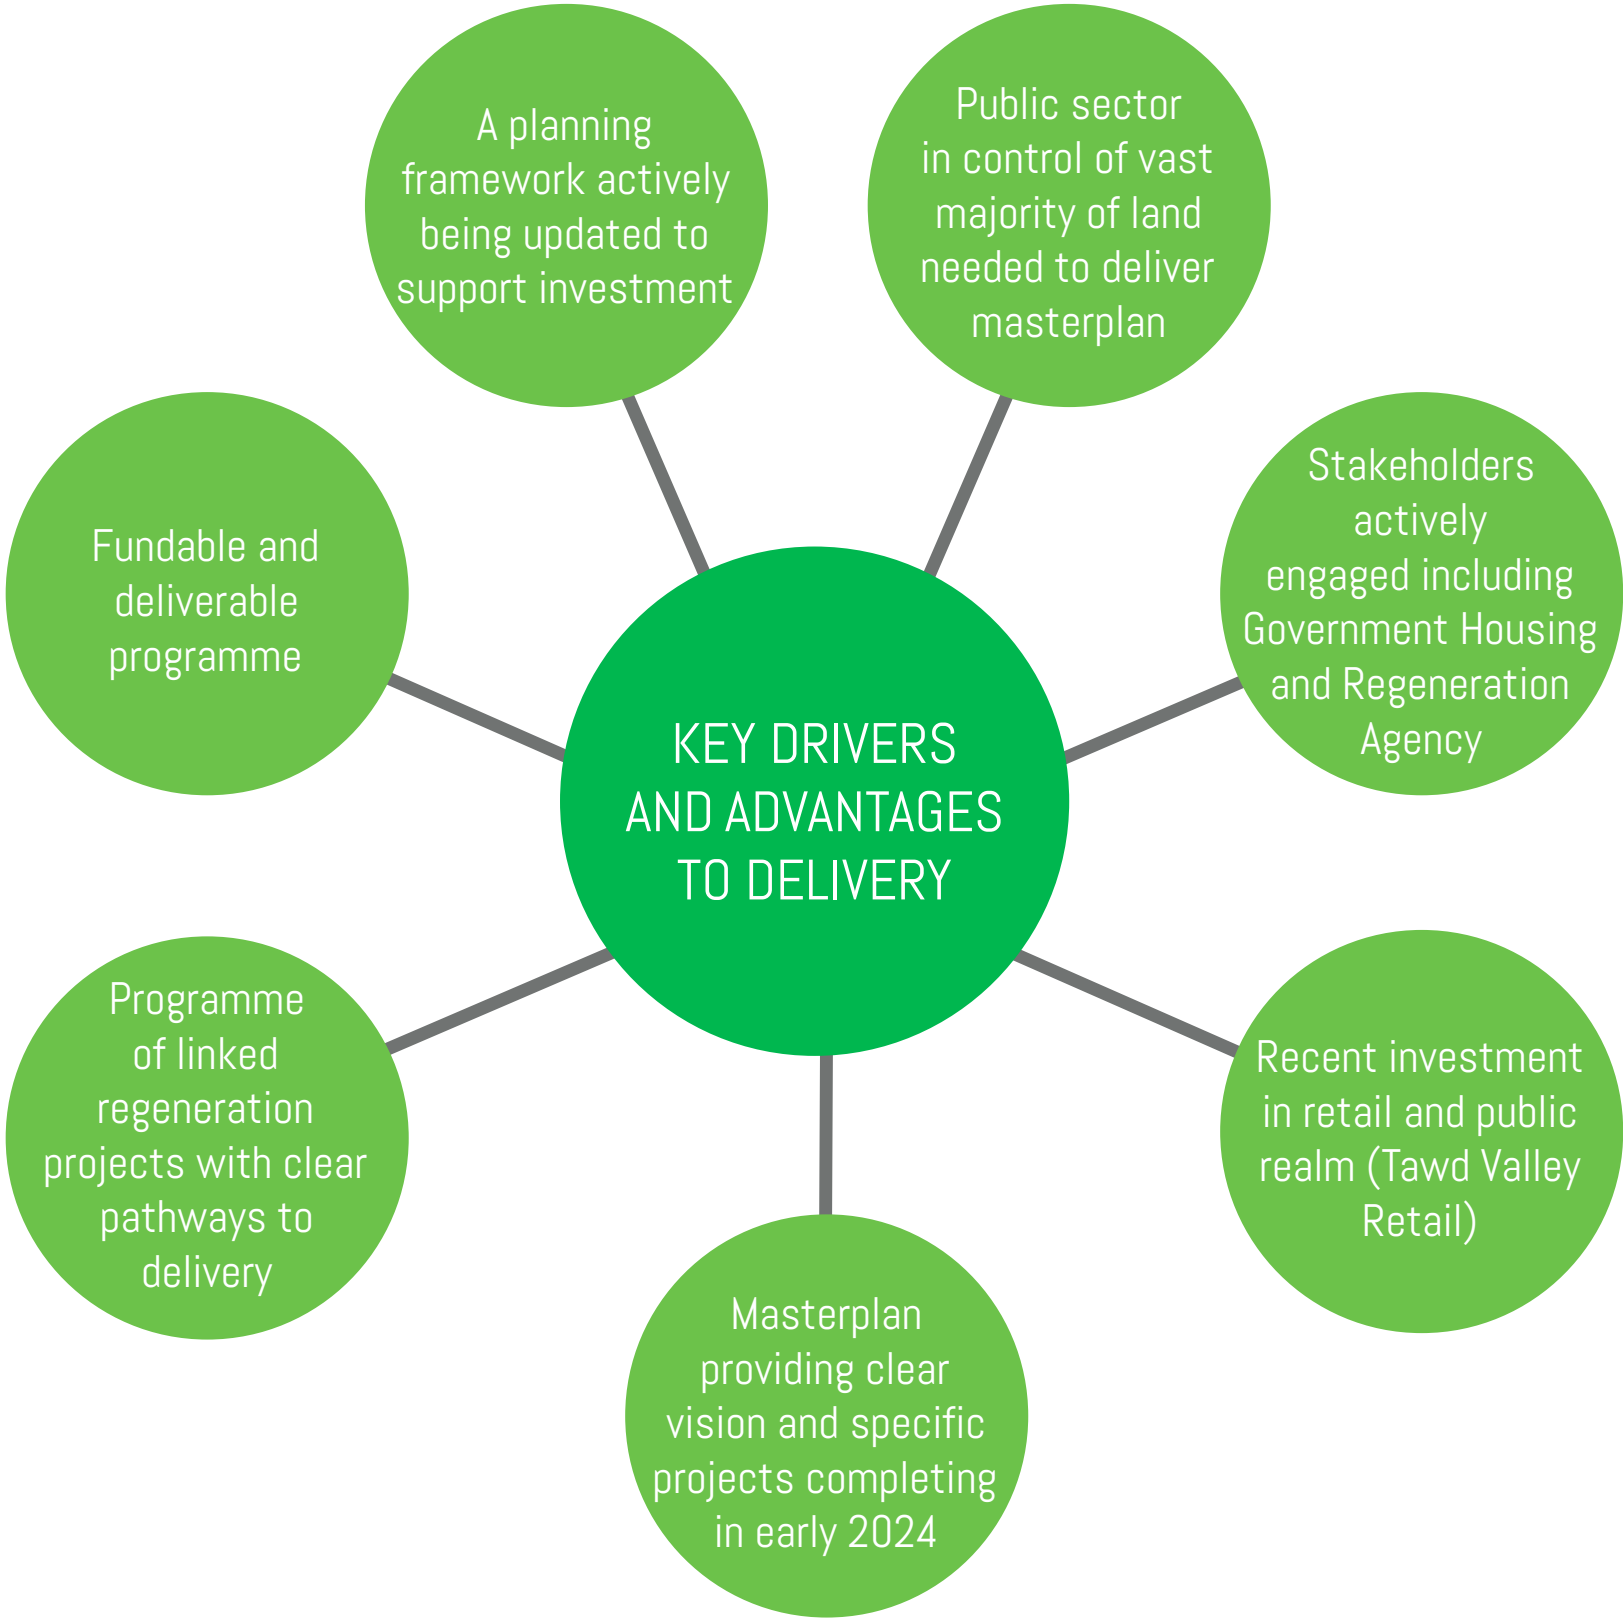 A planning
framework actively
being updated to
support investment
Public sector
in control of vast
majority of land
needed to deliver
masterplan
Stakeholders
actively
engaged including
Government Housing
and Regeneration
Agency
Fundable and
deliverable
programme
KEY DRIVERS
AND ADVANTAGES
TO DELIVERY
Programme
of linked
regeneration
projects with clear
pathways to
delivery
Recent investment
in retail and public
realm (Tawd Valley
Retail)
Masterplan
providing clear
vision and specific
projects completing
in early 2024